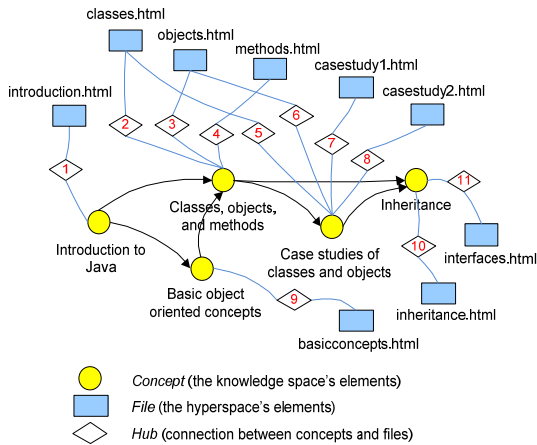 classes.html
objects.html
methods.html
casestudy1.html
casestudy2.html
introduction.html
1
2
3
4
5
6
7
8
11
Classes, objects,
and methods
Inheritance
Introduction to
Java
Case studies of
classes and objects
10
interfaces.html
Basic object
oriented concepts
9
inheritance.html
basicconcepts.html
Concept (the knowledge space's elements)
File (the hyperspace's elements)
Hub (connection between concepts and files)